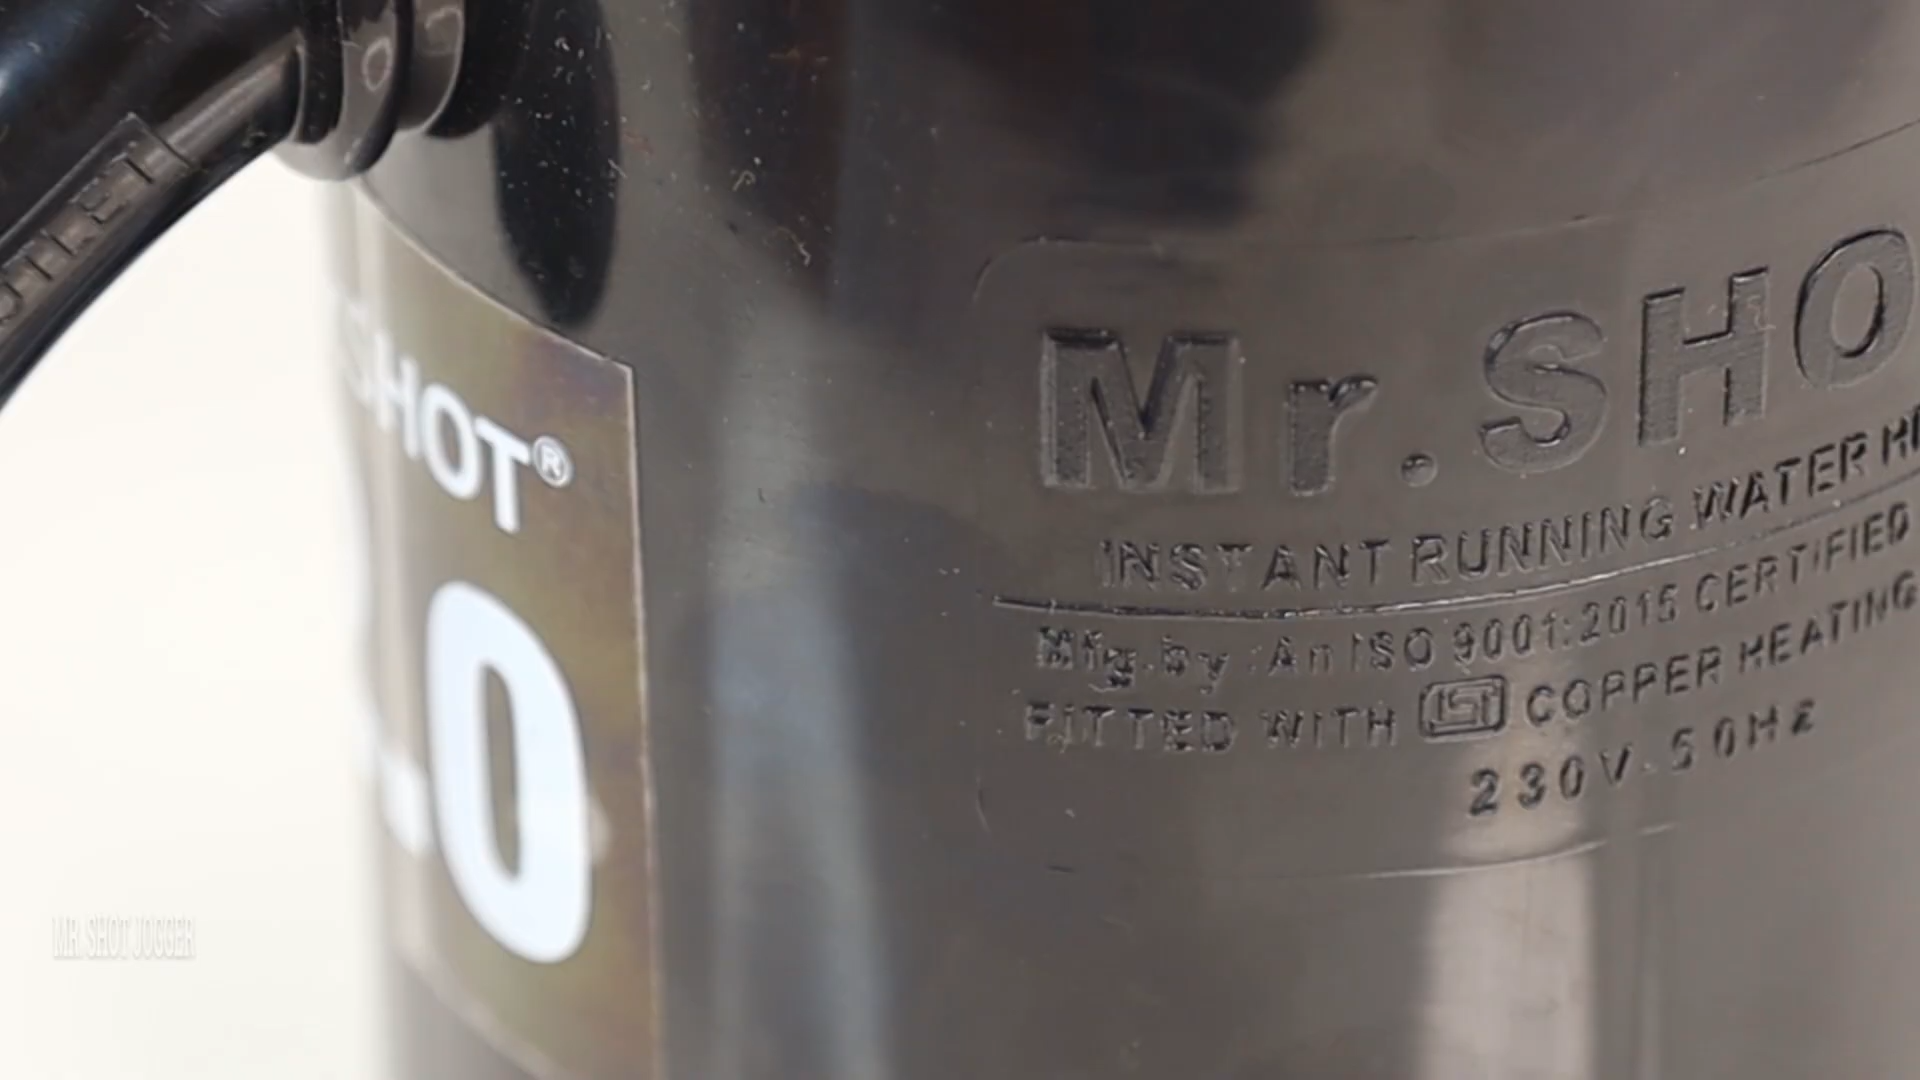 SHOT®
.0
Mr.SHO
INSTANT RUNNING WATER HE
Mfg.by :An ISO 9001:2015 CERTIFIED
FITTED WITH ISI COPPER HEATING
230V-50Hz
MR. SHOT JOGGER